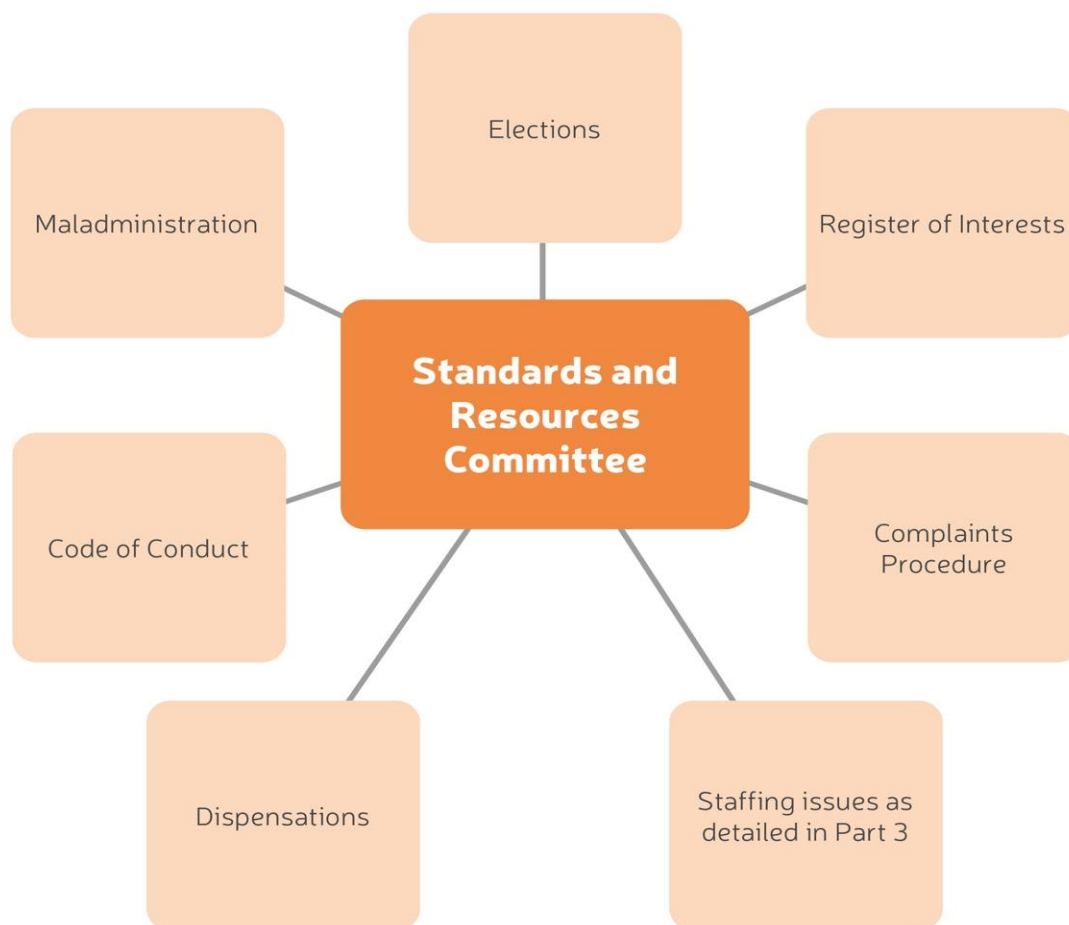 Elections
Maladministration
Register of Interests
Standards and
Resources
Committee
Code of Conduct
Complaints
Procedure
Dispensations
Staffing issues as
detailed in Part 3